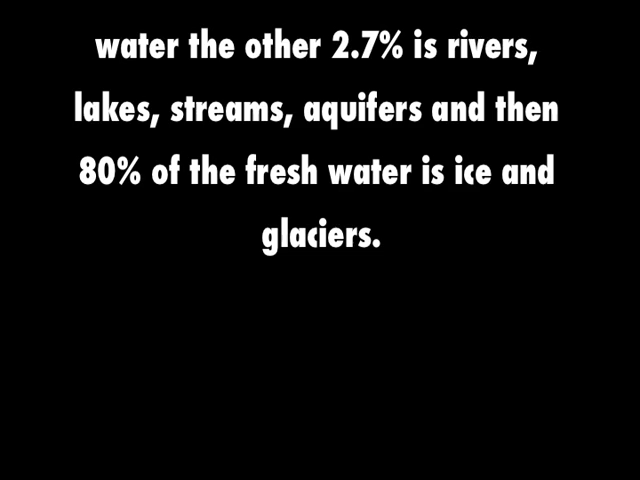 water the other 2.7% is rivers,
lakes, streams, aquifers and then
80% of the fresh water is ice and
glaciers.